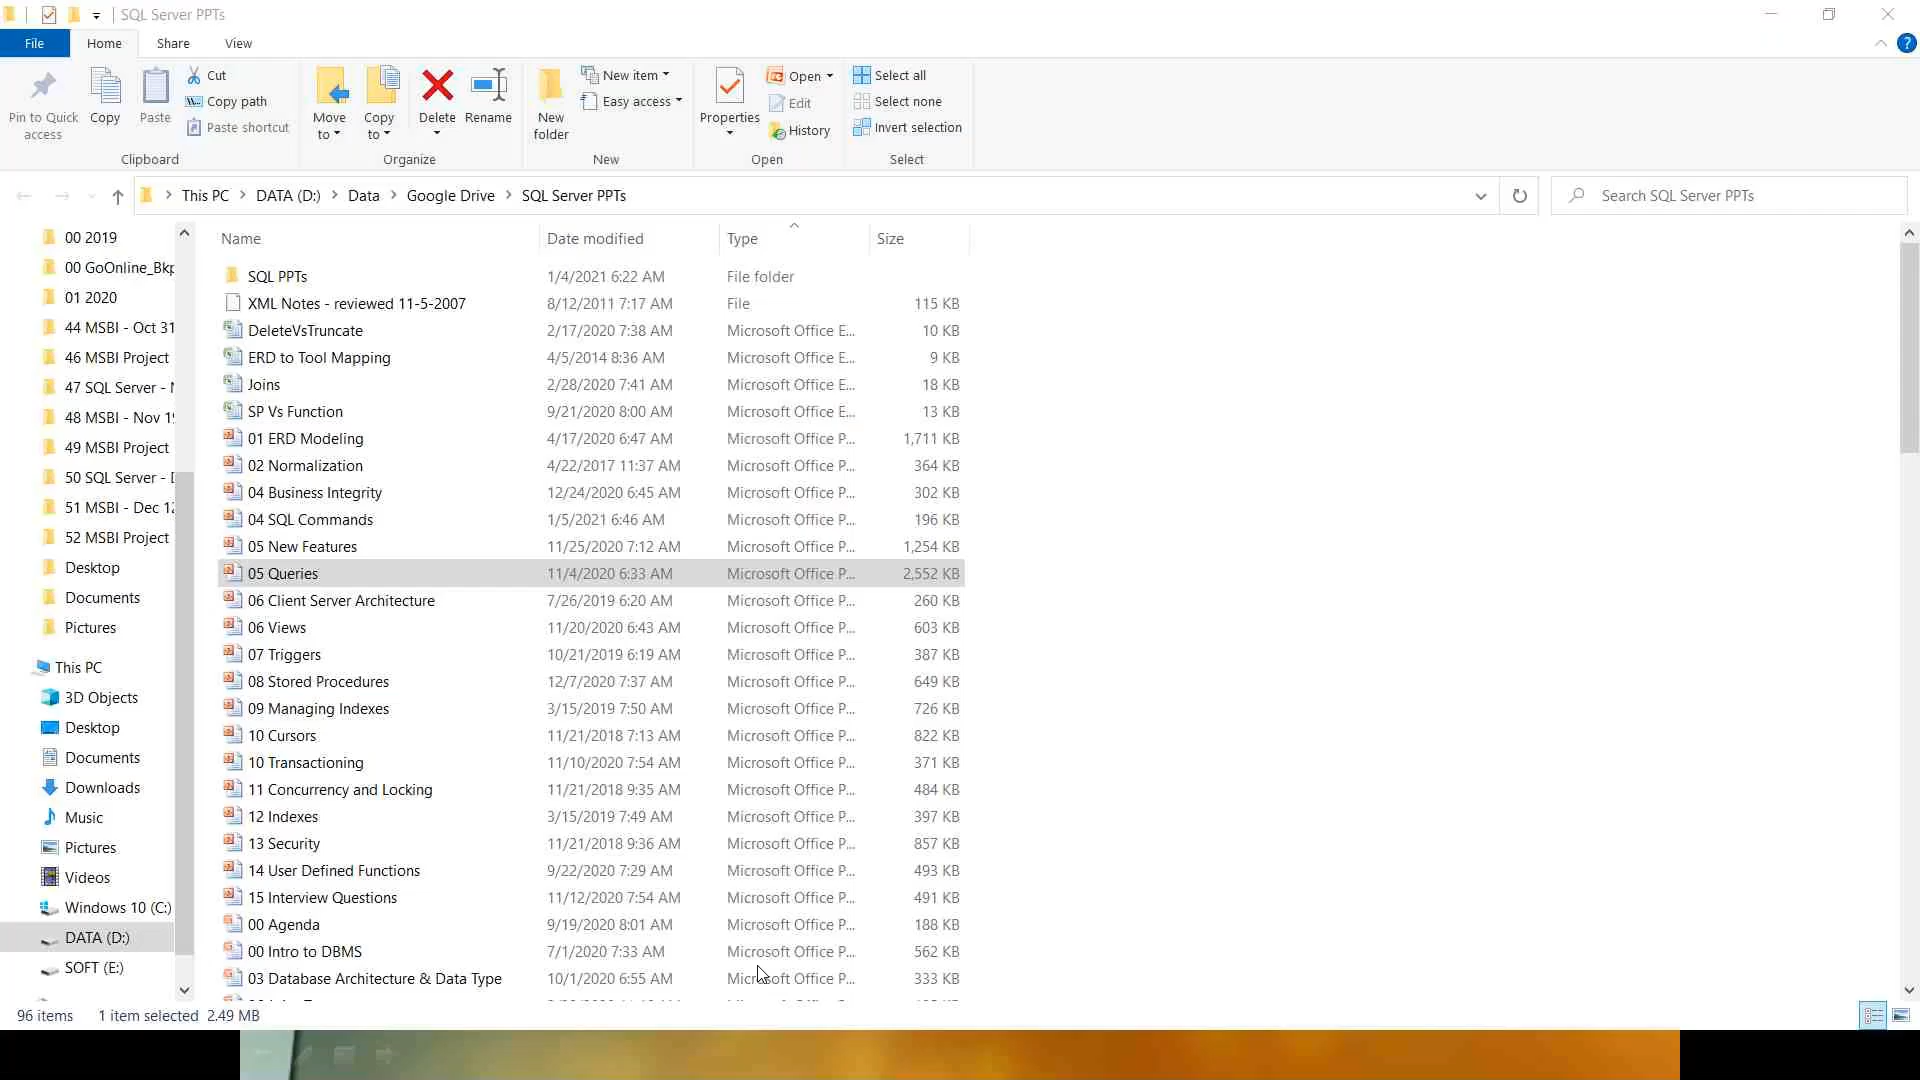 SQL Server PPTs
File Home Share View
Pin to Quick access
Copy
Paste
Cut
Copy path
Paste shortcut
Clipboard
Move to
Copy to
Delete
Rename
Organize
New folder
New item
Easy access
New
Properties
Open
Edit
History
Open
Select all
Select none
Invert selection
Select
This PC DATA (D:) Data Google Drive SQL Server PPTs
Search SQL Server PPTs
00 2019
00 GoOnline_Bkp
01 2020
44 MSBI - Oct 31
46 MSBI Project
47 SQL Server -
48 MSBI - Nov 19
49 MSBI Project
50 SQL Server -
51 MSBI - Dec 12
52 MSBI Project
Desktop
Documents
Pictures
This PC
3D Objects
Desktop
Documents
Downloads
Music
Pictures
Videos
Windows 10 (C:)
DATA (D:)
SOFT (E:)
Name Date modified Type Size
SQL PPTs 1/4/2021 6:22 AM File folder
XML Notes - reviewed 11-5-2007 8/12/2011 7:17 AM File 115 KB
DeleteVsTruncate 2/17/2020 7:38 AM Microsoft Office E... 10 KB
ERD to Tool Mapping 4/5/2014 8:36 AM Microsoft Office E... 9 KB
Joins 2/28/2020 7:41 AM Microsoft Office E... 18 KB
SP Vs Function 9/21/2020 8:00 AM Microsoft Office E... 13 KB
01 ERD Modeling 4/17/2020 6:47 AM Microsoft Office P... 1,711 KB
02 Normalization 4/22/2017 11:37 AM Microsoft Office P... 364 KB
04 Business Integrity 12/24/2020 6:45 AM Microsoft Office P... 302 KB
04 SQL Commands 1/5/2021 6:46 AM Microsoft Office P... 196 KB
05 New Features 11/25/2020 7:12 AM Microsoft Office P... 1,254 KB
05 Queries 11/4/2020 6:33 AM Microsoft Office P... 2,552 KB
06 Client Server Architecture 7/26/2019 6:20 AM Microsoft Office P... 260 KB
06 Views 11/20/2020 6:43 AM Microsoft Office P... 603 KB
07 Triggers 10/21/2019 6:19 AM Microsoft Office P... 387 KB
08 Stored Procedures 12/7/2020 7:37 AM Microsoft Office P... 649 KB
09 Managing Indexes 3/15/2019 7:50 AM Microsoft Office P... 726 KB
10 Cursors 11/21/2018 7:13 AM Microsoft Office P... 822 KB
10 Transactioning 11/10/2020 7:54 AM Microsoft Office P... 371 KB
11 Concurrency and Locking 11/21/2018 9:35 AM Microsoft Office P... 484 KB
12 Indexes 3/15/2019 7:49 AM Microsoft Office P... 397 KB
13 Security 11/21/2018 9:36 AM Microsoft Office P... 857 KB
14 User Defined Functions 9/22/2020 7:29 AM Microsoft Office P... 493 KB
15 Interview Questions 11/12/2020 7:54 AM Microsoft Office P... 491 KB
00 Agenda 9/19/2020 8:01 AM Microsoft Office P... 188 KB
00 Intro to DBMS 7/1/2020 7:33 AM Microsoft Office P... 562 KB
03 Database Architecture & Data Type 10/1/2020 6:55 AM Microsoft Office P... 333 KB
96 items 1 item selected 2.49 MB